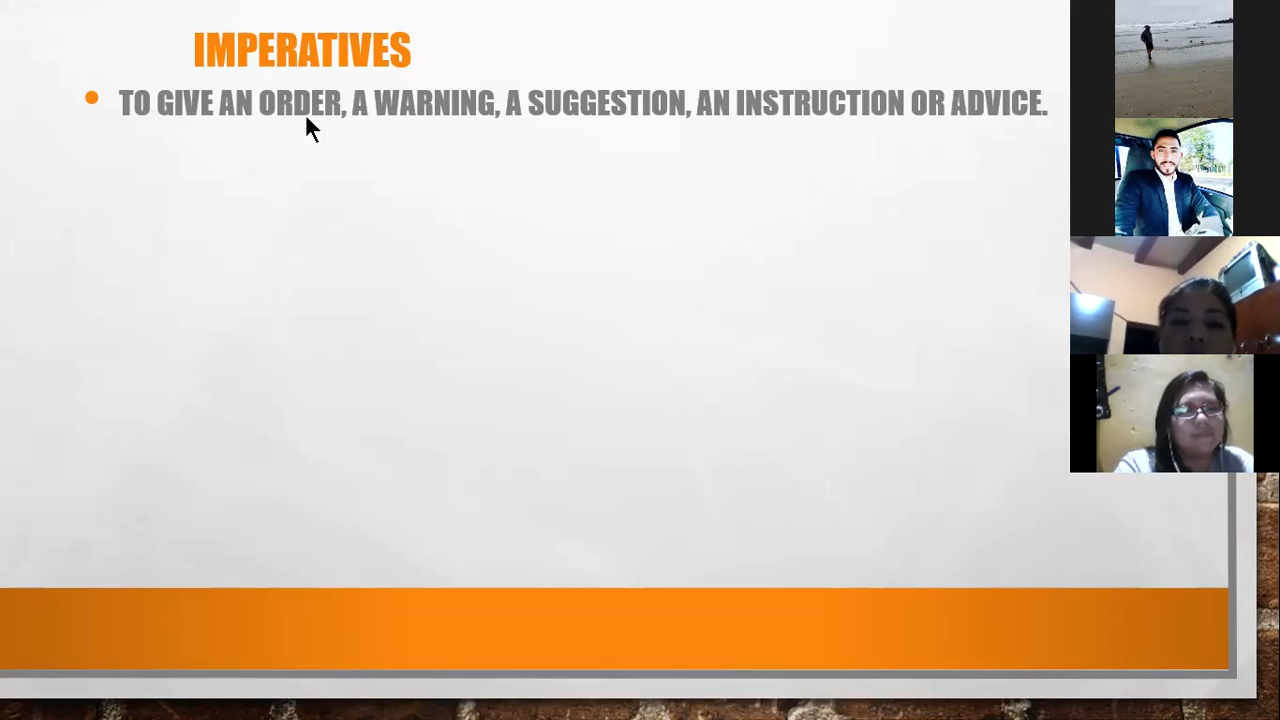 IMPERATIVES
TO GIVE AN ORDER, A WARNING, A SUGGESTION, AN INSTRUCTION OR ADVICE.